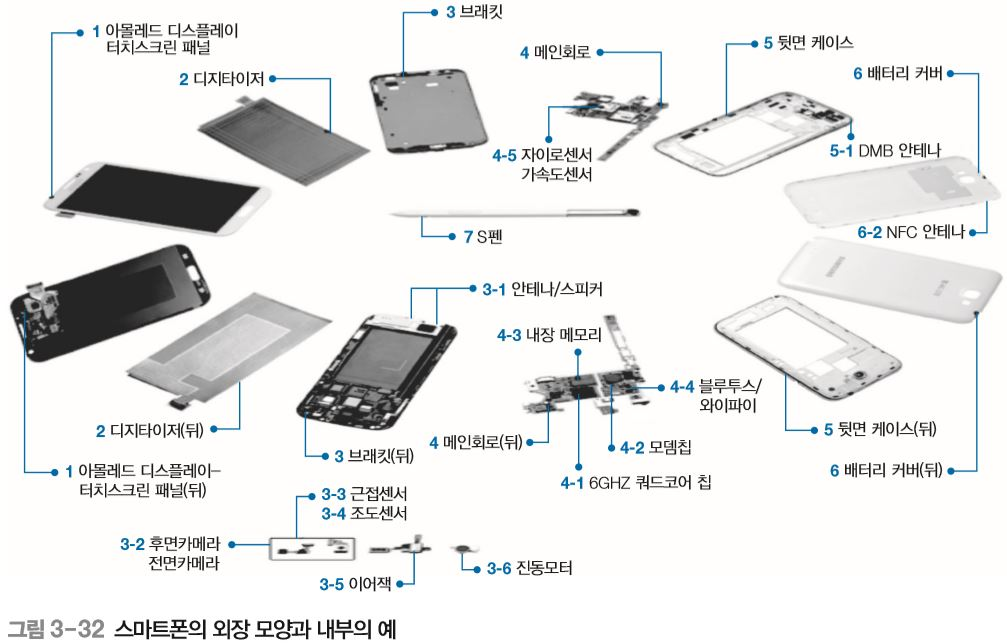 3 브래킷
1 아몰레드 디스플레이
터치스크린 패널
4 메인회로
5 뒷면 케이스
2 디지타이저
6 배터리 커버
4-5 자이로센서
가속도센서
5-1 DMB 안테나
7 S펜
6-2 NFC 안테나
3-1 안테나/스피커
4-3 내장 메모리
4-4 블루투스/
와이파이
2 디지타이저(뒤)
3 브래킷(뒤)
4 메인회로(뒤)
4-2 모뎀칩
5 뒷면 케이스(뒤)
1 아몰레드 디스플레이-
터치스크린 패널(뒤)
4-1 6GHZ 쿼드코어 칩
6 배터리 커버(뒤)
3-3 근접센서
3-4 조도센서
3-2 후면카메라
전면카메라
3-5 이어잭
3-6 진동모터
그림 3-32 스마트폰의 외장 모양과 내부의 예